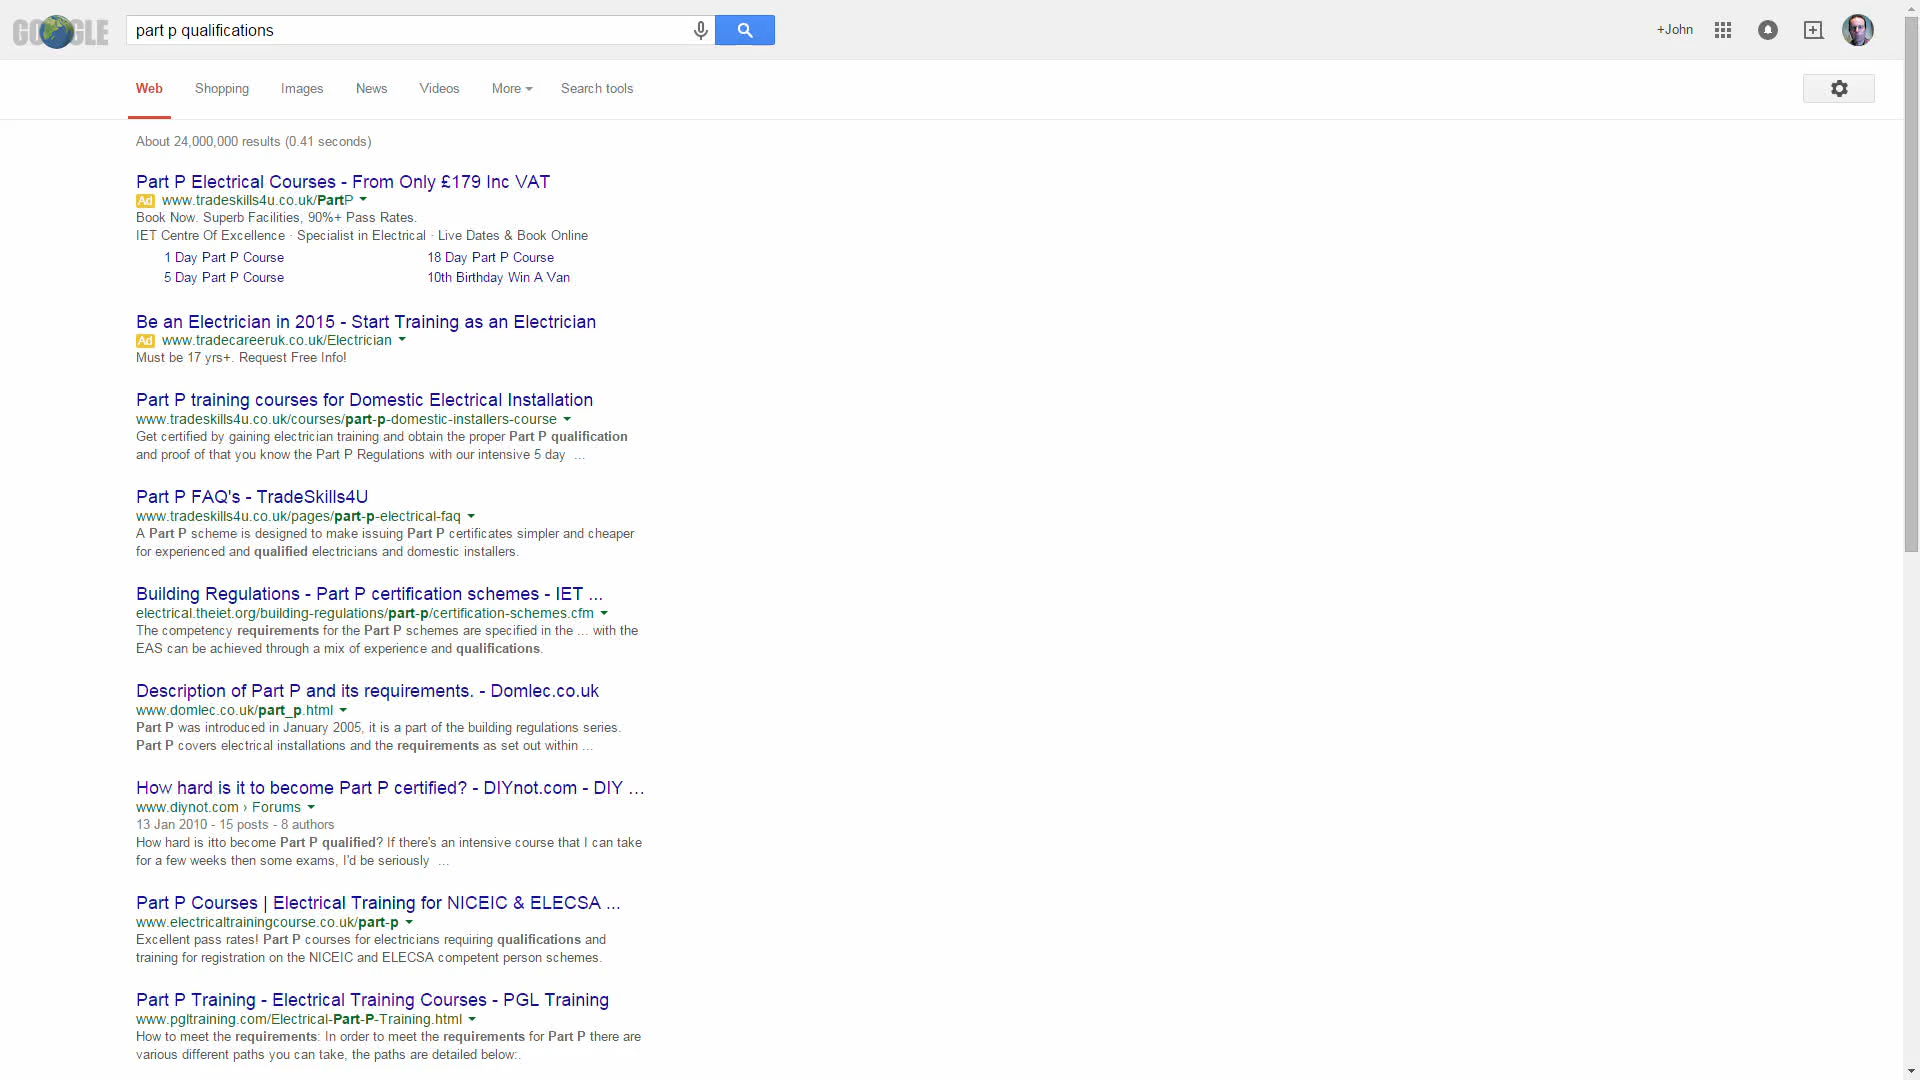 GOOGLE
part p qualifications
+John
Web Shopping Images News Videos More Search tools
About 24,000,000 results (0.41 seconds)
Part P Electrical Courses - From Only £179 Inc VAT
Ad www.tradeskills4u.co.uk/PartP
Book Now. Superb Facilities, 90%+ Pass Rates.
IET Centre Of Excellence · Specialist in Electrical · Live Dates & Book Online
1 Day Part P Course 18 Day Part P Course
5 Day Part P Course 10th Birthday Win A Van
Be an Electrician in 2015 - Start Training as an Electrician
Ad www.tradecareeruk.co.uk/Electrician
Must be 17 yrs+. Request Free Info!
Part P training courses for Domestic Electrical Installation
www.tradeskills4u.co.uk/courses/part-p-domestic-installers-course
Get certified by gaining electrician training and obtain the proper Part P qualification
and proof of that you know the Part P Regulations with our intensive 5 day ...
Part P FAQ's - TradeSkills4U
www.tradeskills4u.co.uk/pages/part-p-electrical-faq
A Part P scheme is designed to make issuing Part P certificates simpler and cheaper
for experienced and qualified electricians and domestic installers.
Building Regulations - Part P certification schemes - IET ...
electrical.theiet.org/building-regulations/part-p/certification-schemes.cfm
The competency requirements for the Part P schemes are specified in the ... with the
EAS can be achieved through a mix of experience and qualifications.
Description of Part P and its requirements. - Domlec.co.uk
www.domlec.co.uk/part_p.html
Part P was introduced in January 2005, it is a part of the building regulations series.
Part P covers electrical installations and the requirements as set out within ...
How hard is it to become Part P certified? - DIYnot.com - DIY ...
www.diynot.com › Forums
13 Jan 2010 - 15 posts - 8 authors
How hard is itto become Part P qualified? If there's an intensive course that I can take
for a few weeks then some exams, I'd be seriously ...
Part P Courses | Electrical Training for NICEIC & ELECSA ...
www.electricaltrainingcourse.co.uk/part-p
Excellent pass rates! Part P courses for electricians requiring qualifications and
training for registration on the NICEIC and ELECSA competent person schemes.
Part P Training - Electrical Training Courses - PGL Training
www.pgltraining.com/Electrical-Part-P-Training.html
How to meet the requirements: In order to meet the requirements for Part P there are
various different paths you can take, the paths are detailed below:.